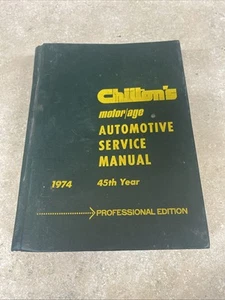 Chilton's
motor/age
AUTOMOTIVE
SERVICE
MANUAL
1974 45th Year
PROFESSIONAL EDITION